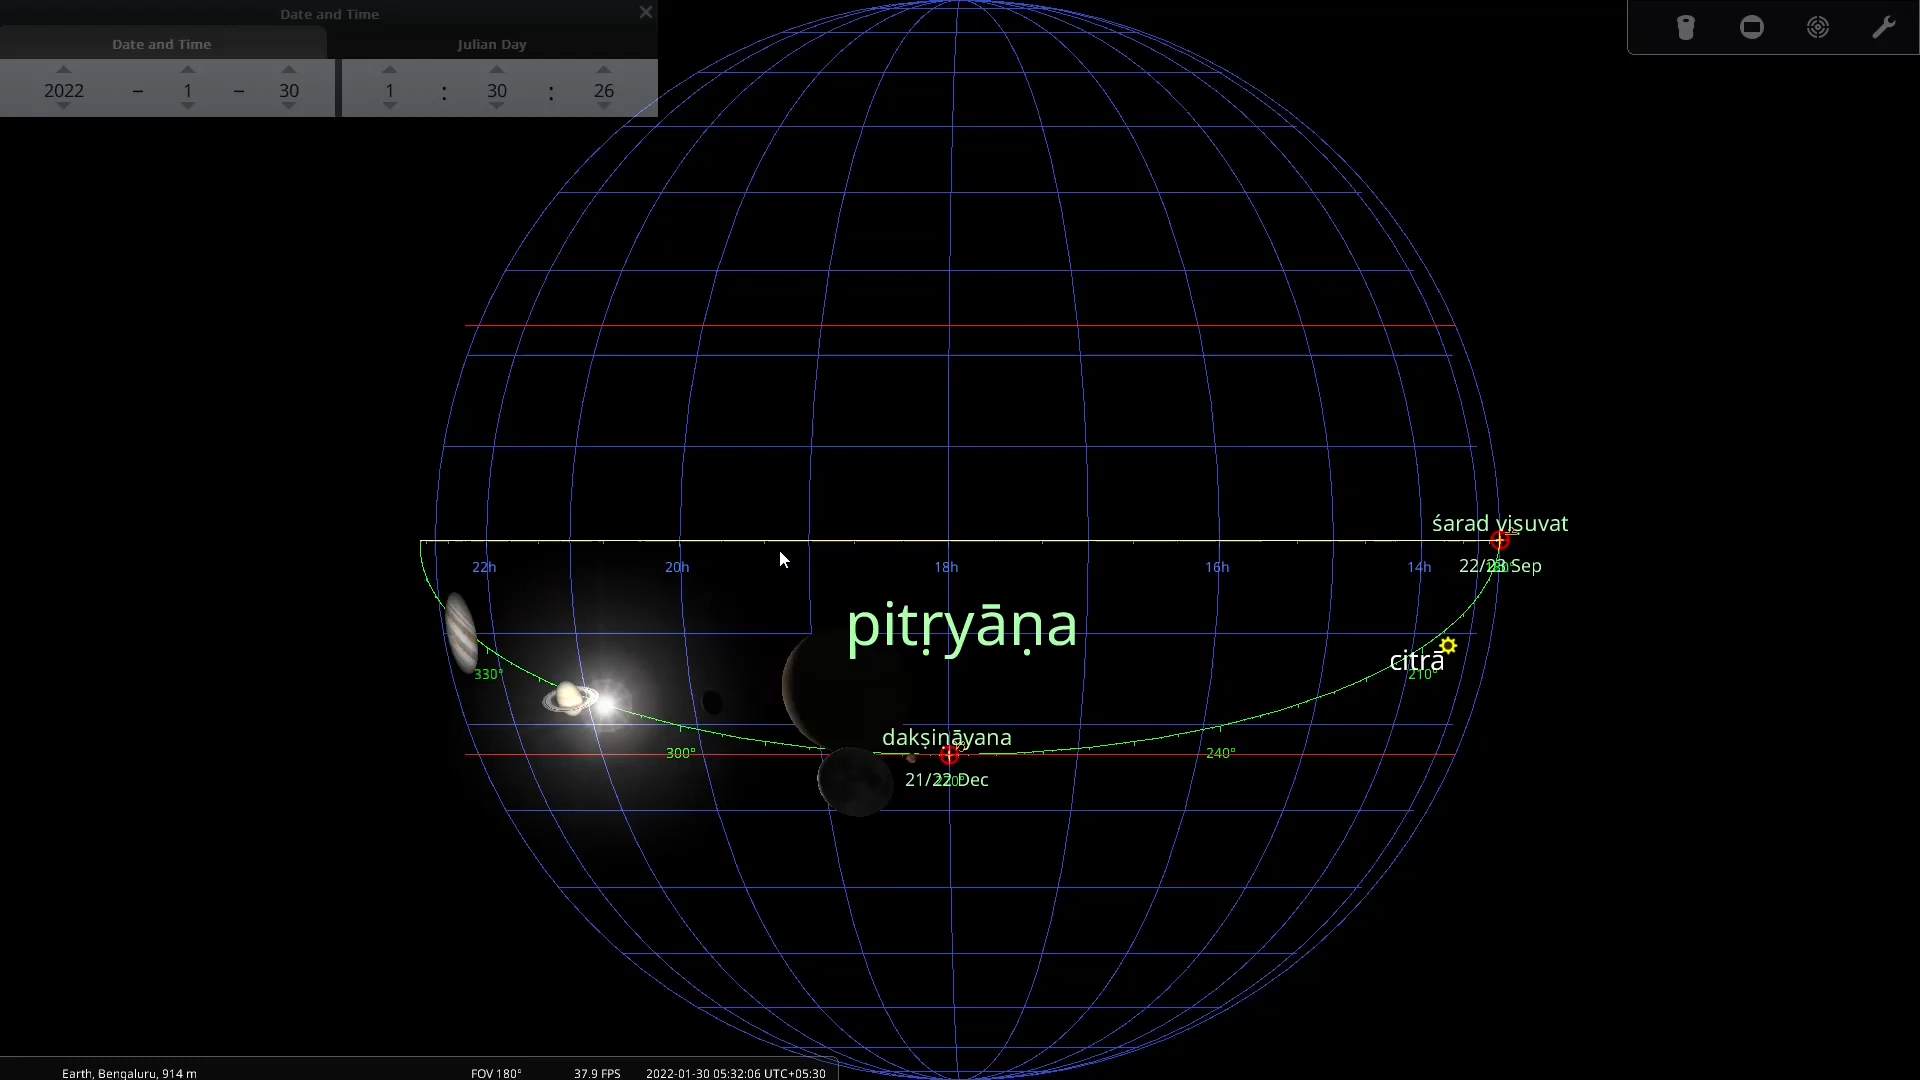 Date and Time
Date and Time
Julian Day
2022 – 1 – 30
1 : 30 : 26
śarad viṣuvat
22h
20h
18h
16h
14h
22/23 Sep
pitṛyāṇa
citrā
330°
210°
dakṣiṇāyana
300°
240°
21/22 Dec
Earth, Bengaluru, 914 m
FOV 180°
37.9 FPS
2022-01-30 05:32:06 UTC+05:30